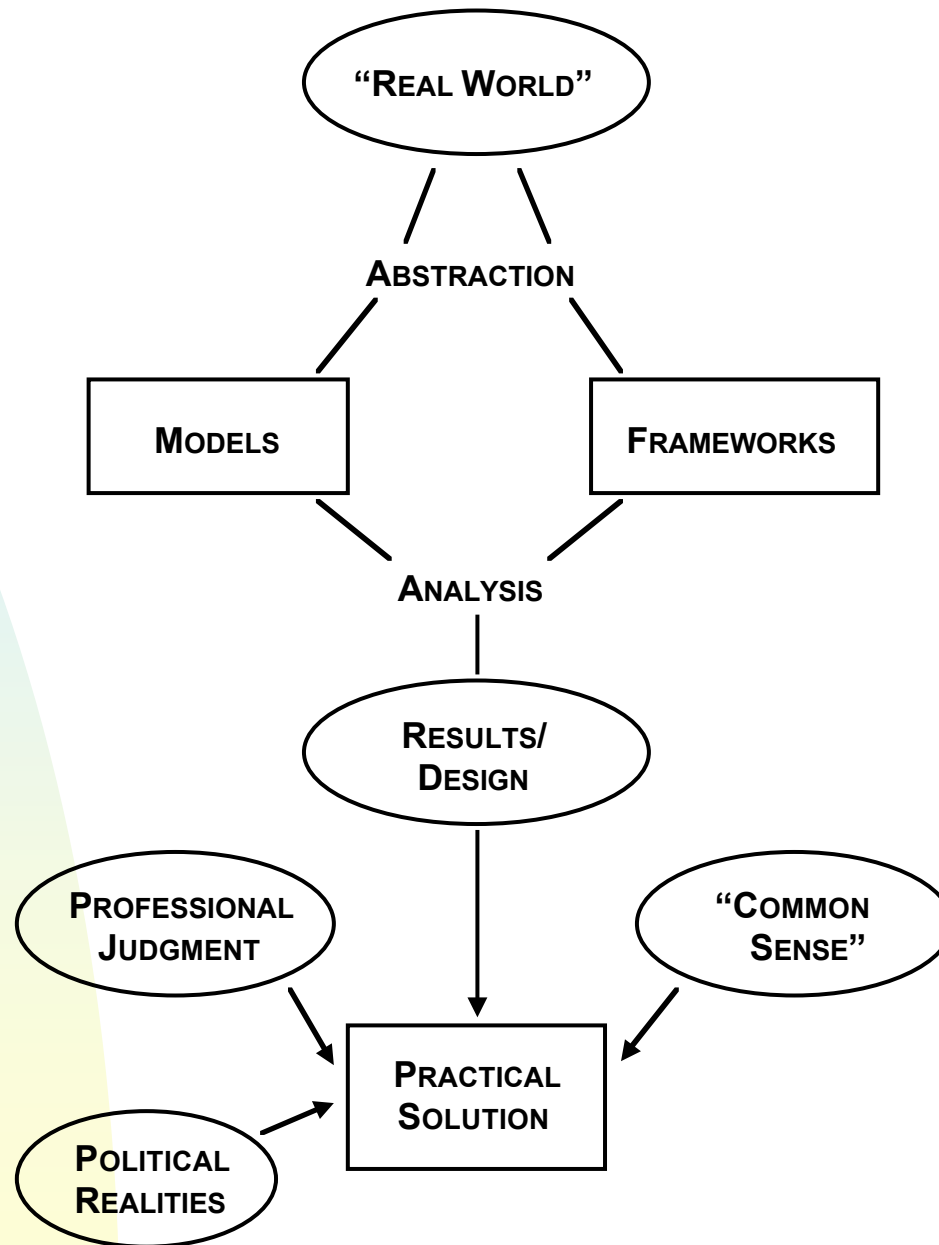 “REAL WORLD”
ABSTRACTION
MODELS
FRAMEWORKS
ANALYSIS
RESULTS/
DESIGN
PROFESSIONAL
JUDGMENT
“COMMON
SENSE”
PRACTICAL
SOLUTION
POLITICAL
REALITIES